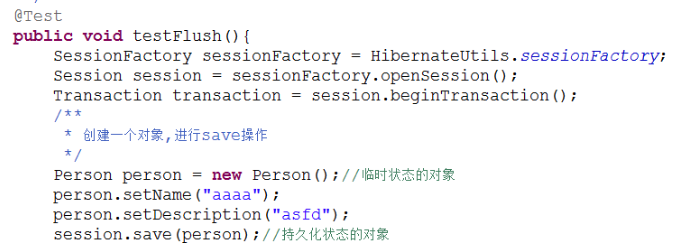 @Test
public void testFlush(){
SessionFactory sessionFactory = HibernateUtils.sessionFactory;
Session session = sessionFactory.openSession();
Transaction transaction = session.beginTransaction();
/**
* 创建一个对象,进行save操作
*/
Person person = new Person();//临时状态的对象
person.setName("aaaa");
person.setDescription("asfd");
session.save(person);//持久化状态的对象